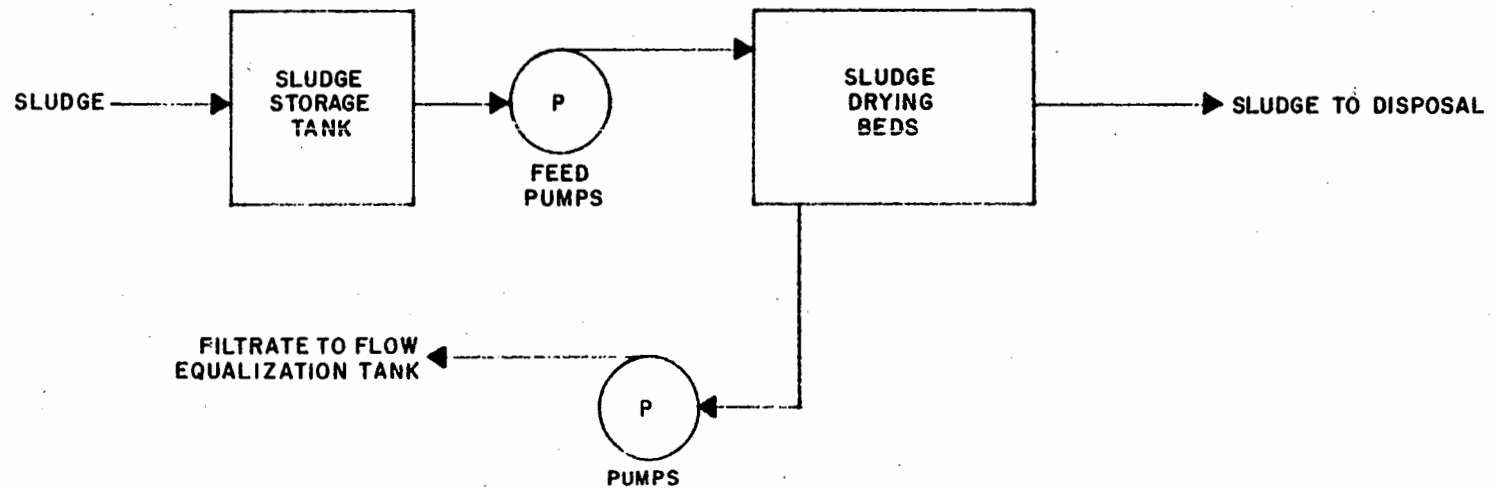 SLUDGE
SLUDGE
STORAGE
TANK
P
FEED
PUMPS
SLUDGE
DRYING
BEDS
SLUDGE TO DISPOSAL
FILTRATE TO FLOW
EQUALIZATION TANK
P
PUMPS